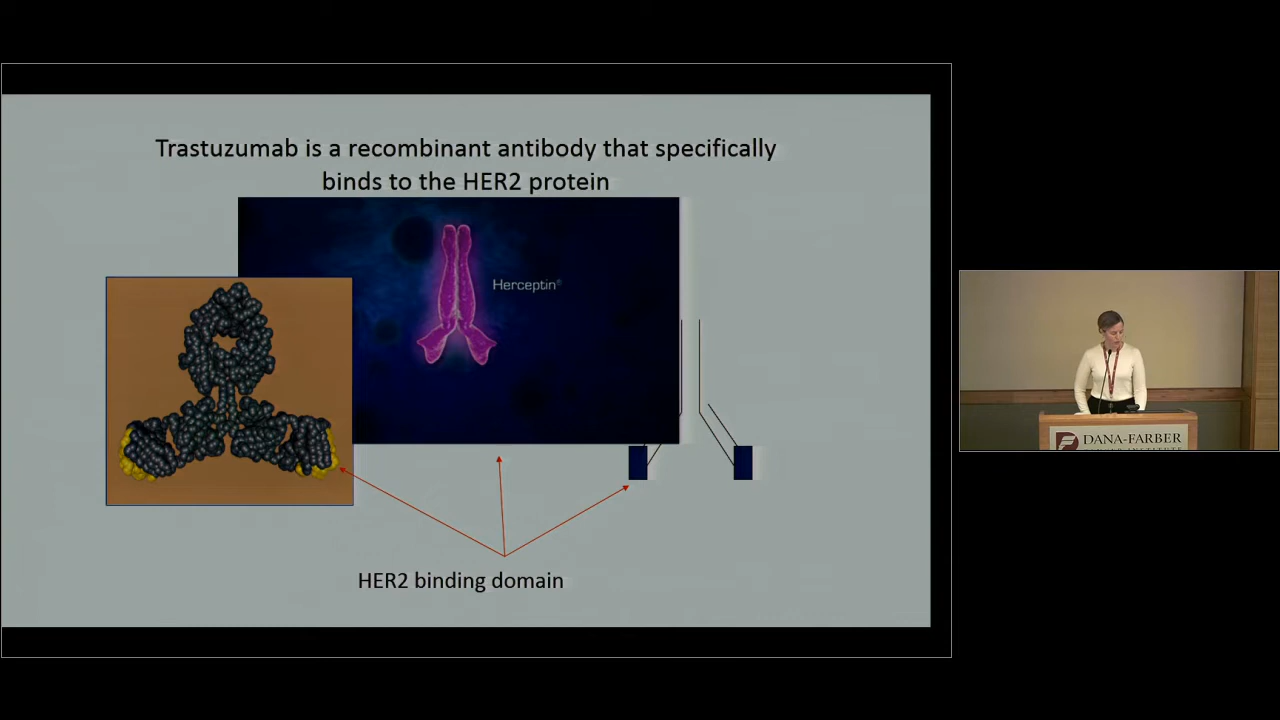 Trastuzumab is a recombinant antibody that specifically
binds to the HER2 protein
Herceptin®
HER2 binding domain
DANA-FARBER